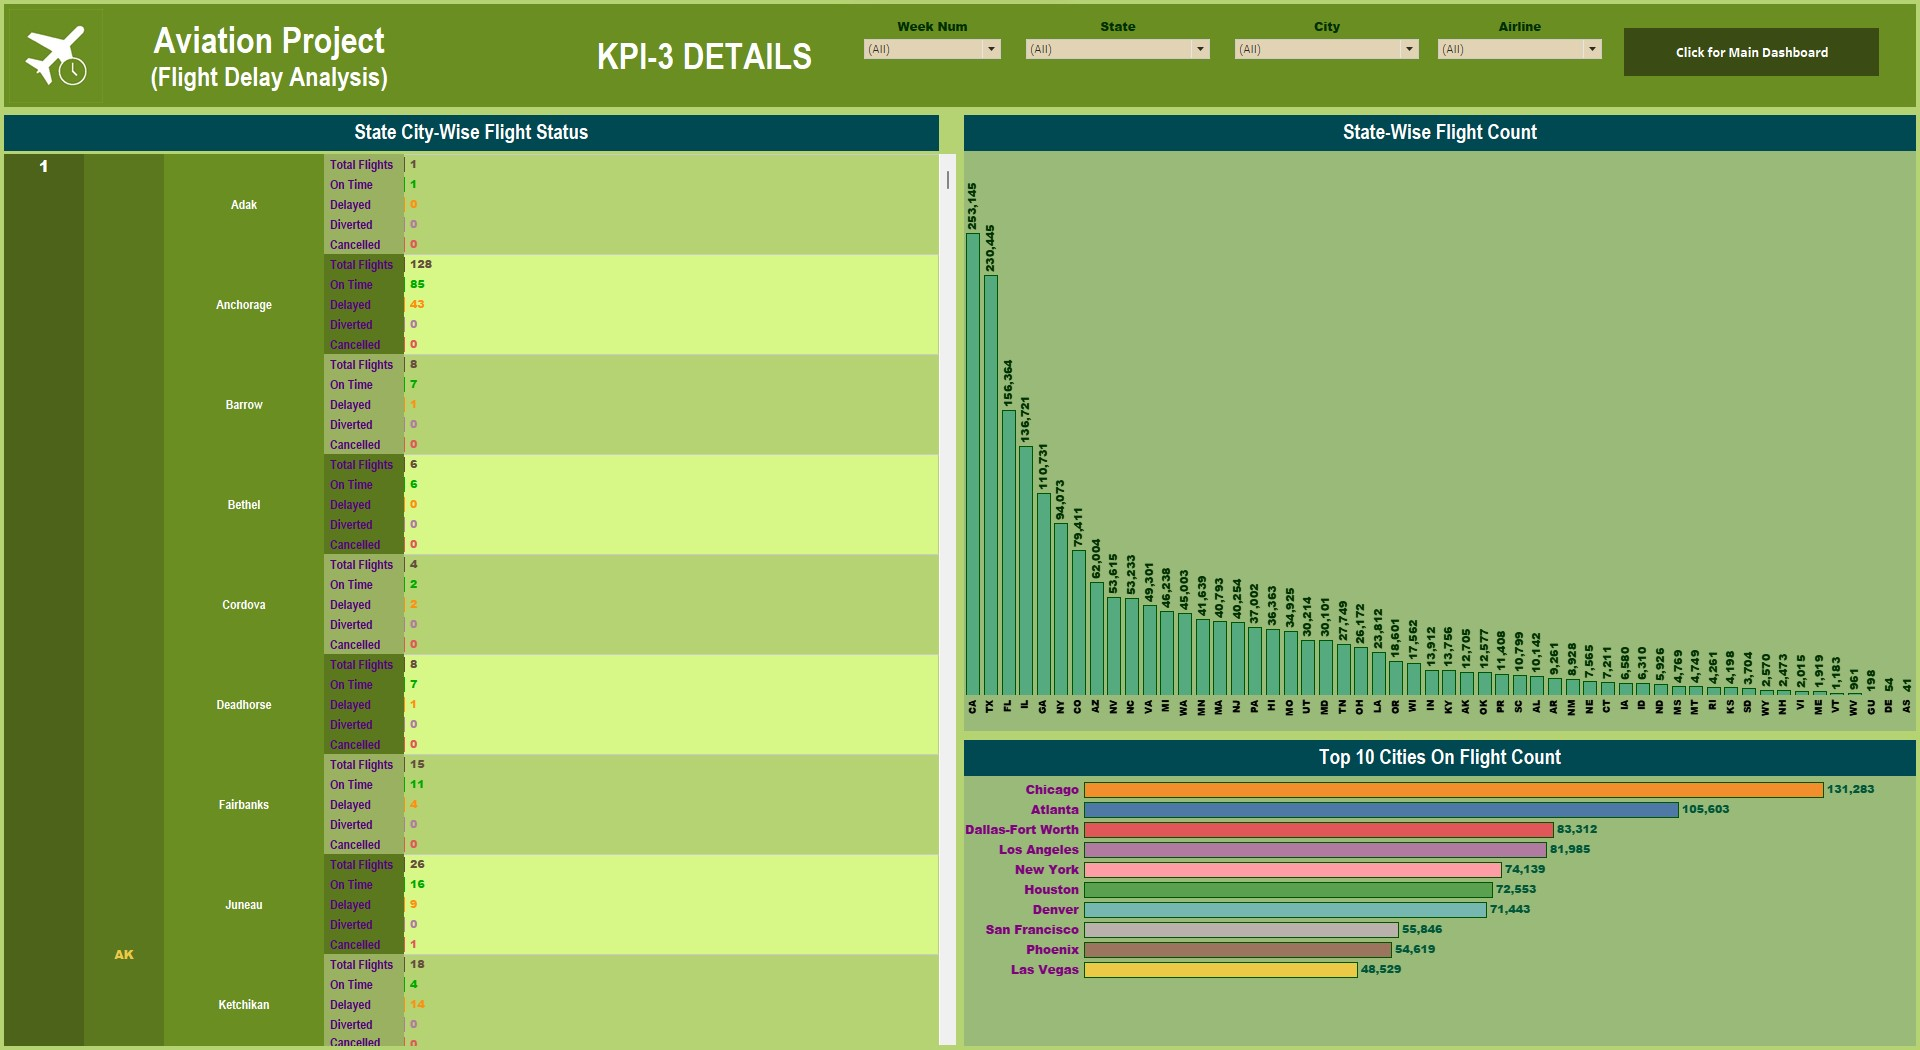 Aviation Project
(Flight Delay Analysis)
KPI-3 DETAILS
Week Num
(All)
State
(All)
City
(All)
Airline
(All)
Click for Main Dashboard
State City-Wise Flight Status
1
AK
Adak
Total Flights 1
On Time 1
Delayed 0
Diverted 0
Cancelled 0
Anchorage
Total Flights 128
On Time 85
Delayed 43
Diverted 0
Cancelled 0
Barrow
Total Flights 8
On Time 7
Delayed 1
Diverted 0
Cancelled 0
Bethel
Total Flights 6
On Time 6
Delayed 0
Diverted 0
Cancelled 0
Cordova
Total Flights 4
On Time 2
Delayed 2
Diverted 0
Cancelled 0
Deadhorse
Total Flights 8
On Time 7
Delayed 1
Diverted 0
Cancelled 0
Fairbanks
Total Flights 15
On Time 11
Delayed 4
Diverted 0
Cancelled 0
Juneau
Total Flights 26
On Time 16
Delayed 9
Diverted 0
Cancelled 1
Ketchikan
Total Flights 18
On Time 4
Delayed 14
Diverted 0
Cancelled 0
State-Wise Flight Count
253,145 230,445 156,364 136,721 110,731 94,073 79,411 62,004 53,615 53,233 49,301 46,238 45,003 41,639 40,793 40,254 37,002 36,363 34,925 30,214 30,101 27,749 26,172 23,812 18,601 17,562 13,912 13,756 12,705 12,577 11,408 10,799 10,142 9,261 8,928 7,565 7,211 6,580 6,310 5,926 4,769 4,749 4,261 4,198 3,704 2,570 2,473 2,015 1,919 1,183 961 198 54 41
CA TX FL IL GA NY CO AZ NV NC VA MI WA MN MA NJ PA HI MO UT MD TN OH LA OR WI IN KY AK OK PR SC AL AR NM NE CT IA ID ND MS MT RI KS SD WY NH VI ME VT WV GU DE AS
Top 10 Cities On Flight Count
Chicago 131,283
Atlanta 105,603
Dallas-Fort Worth 83,312
Los Angeles 81,985
New York 74,139
Houston 72,553
Denver 71,443
San Francisco 55,846
Phoenix 54,619
Las Vegas 48,529